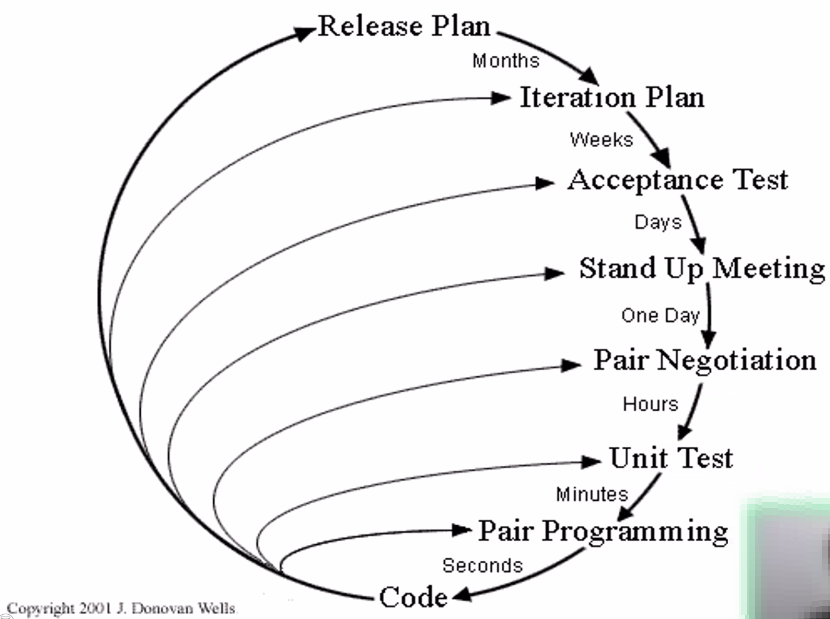 Release Plan
Months
Iteration Plan
Weeks
Acceptance Test
Days
Stand Up Meeting
One Day
Pair Negotiation
Hours
Unit Test
Minutes
Pair Programming
Seconds
Code
Copyright 2001 J. Donovan Wells